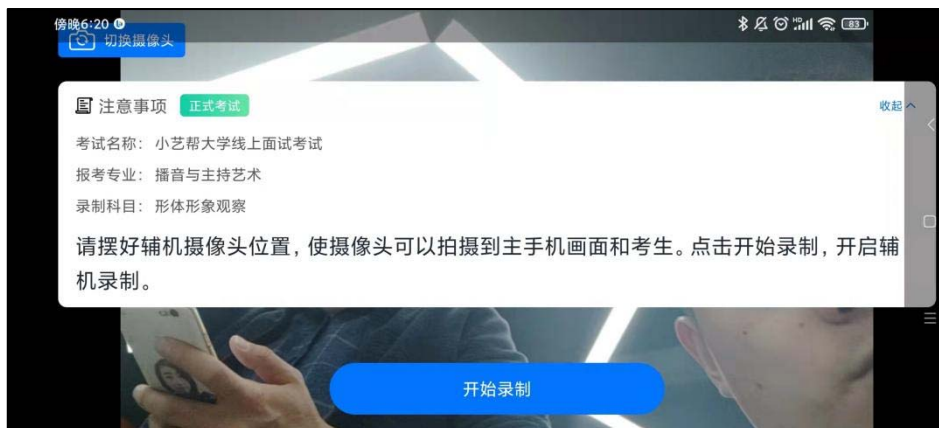 傍晚6:20
83
切换摄像头
注意事项 正式考试 收起
考试名称： 小艺帮大学线上面试考试
报考专业： 播音与主持艺术
录制科目： 形体形象观察
请摆好辅机摄像头位置，使摄像头可以拍摄到主手机画面和考生。点击开始录制，开启辅
机录制。
开始录制